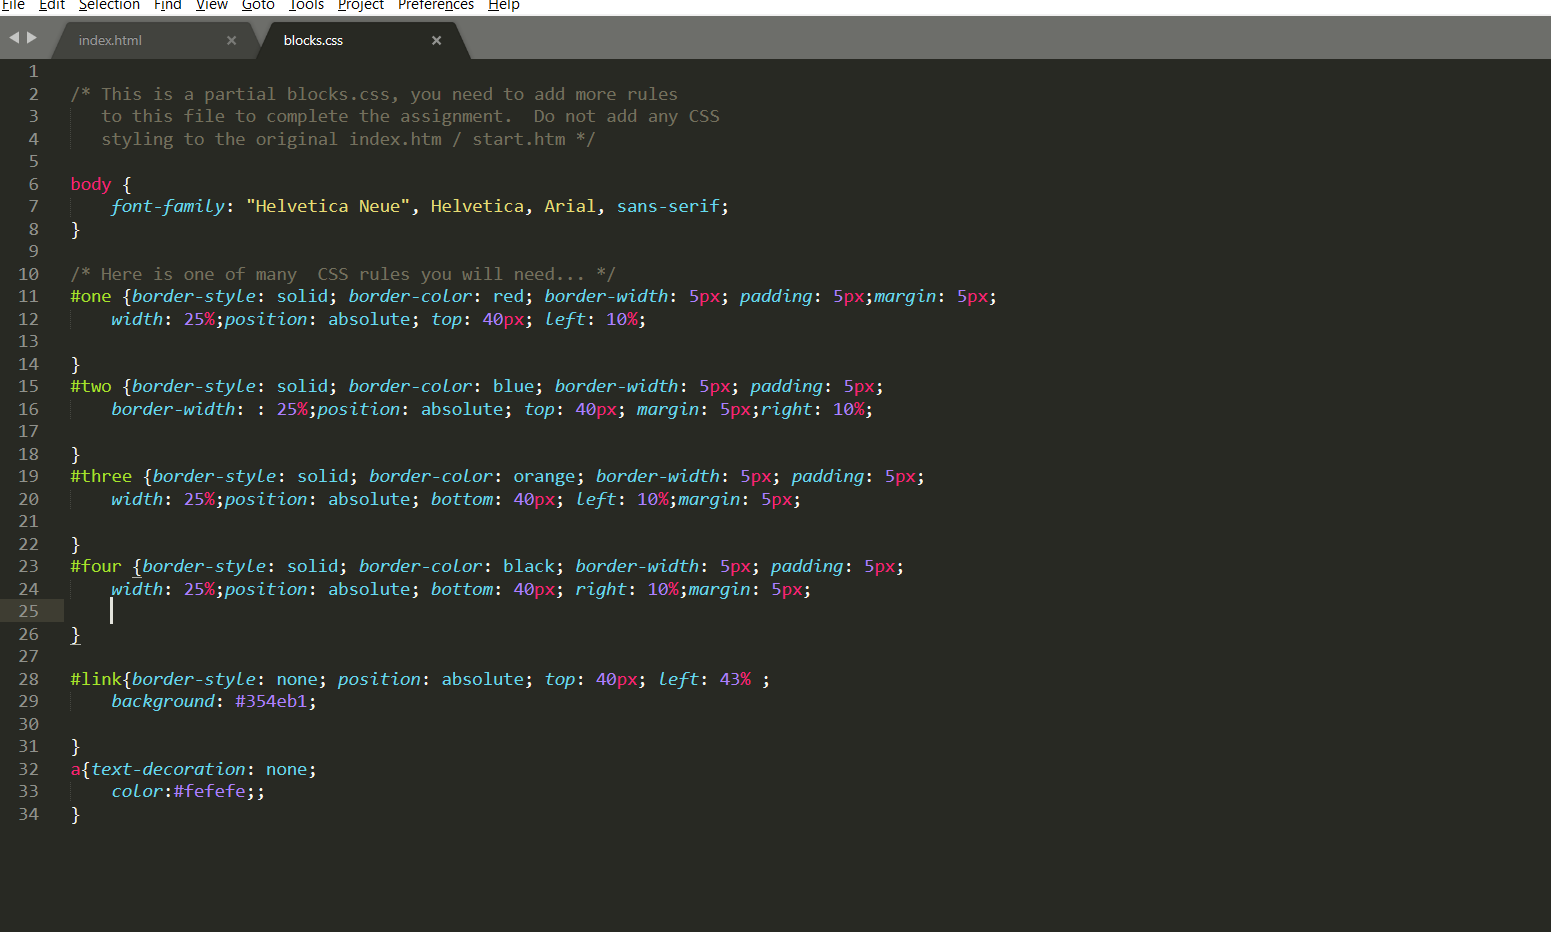 File Edit Selection Find View Goto Tools Project Preferences Help
index.html × blocks.css ×
1
2 /* This is a partial blocks.css, you need to add more rules
3 to this file to complete the assignment.  Do not add any CSS
4 styling to the original index.htm / start.htm */
5
6 body {
7 font-family: "Helvetica Neue", Helvetica, Arial, sans-serif;
8 }
9
10 /* Here is one of many  CSS rules you will need... */
11 #one {border-style: solid; border-color: red; border-width: 5px; padding: 5px;margin: 5px;
12 width: 25%;position: absolute; top: 40px; left: 10%;
13
14 }
15 #two {border-style: solid; border-color: blue; border-width: 5px; padding: 5px;
16 border-width: : 25%;position: absolute; top: 40px; margin: 5px;right: 10%;
17
18 }
19 #three {border-style: solid; border-color: orange; border-width: 5px; padding: 5px;
20 width: 25%;position: absolute; bottom: 40px; left: 10%;margin: 5px;
21
22 }
23 #four {border-style: solid; border-color: black; border-width: 5px; padding: 5px;
24 width: 25%;position: absolute; bottom: 40px; right: 10%;margin: 5px;
25
26 }
27
28 #link{border-style: none; position: absolute; top: 40px; left: 43% ;
29 background: #354eb1;
30
31 }
32 a{text-decoration: none;
33 color:#fefefe;;
34 }